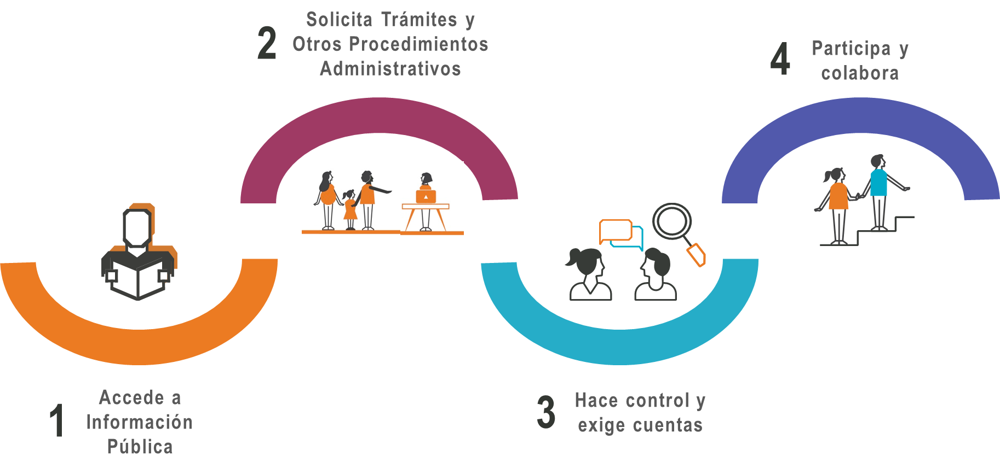 1
Accede a
Información
Pública
2
Solicita Trámites y
Otros Procedimientos
Administrativos
3
Hace control y
exige cuentas
4
Participa y
colabora